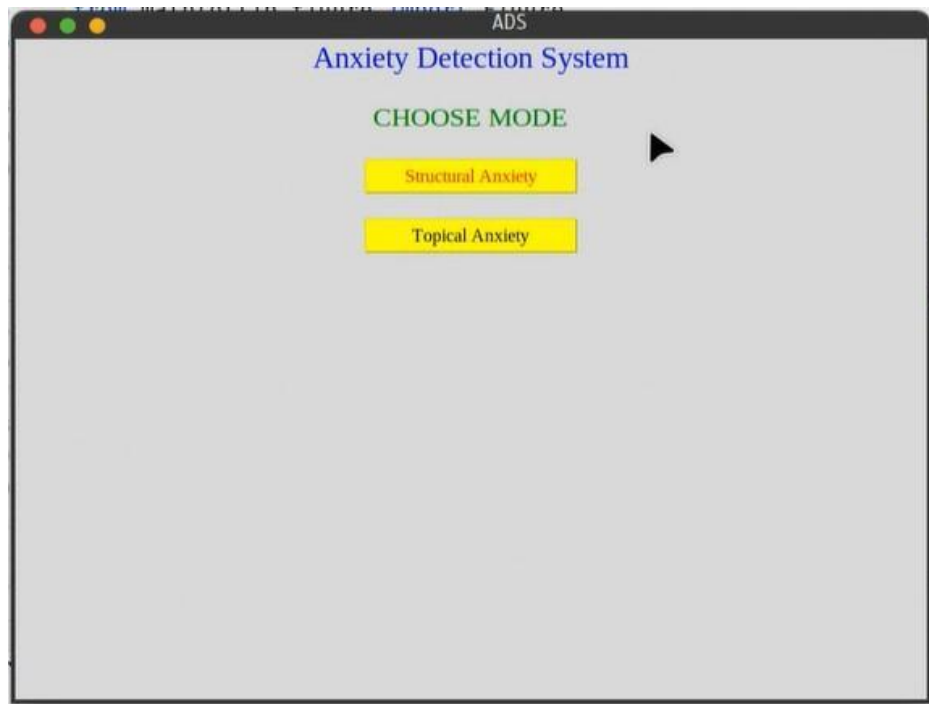 ADS
Anxiety Detection System
CHOOSE MODE
Structural Anxiety
Topical Anxiety